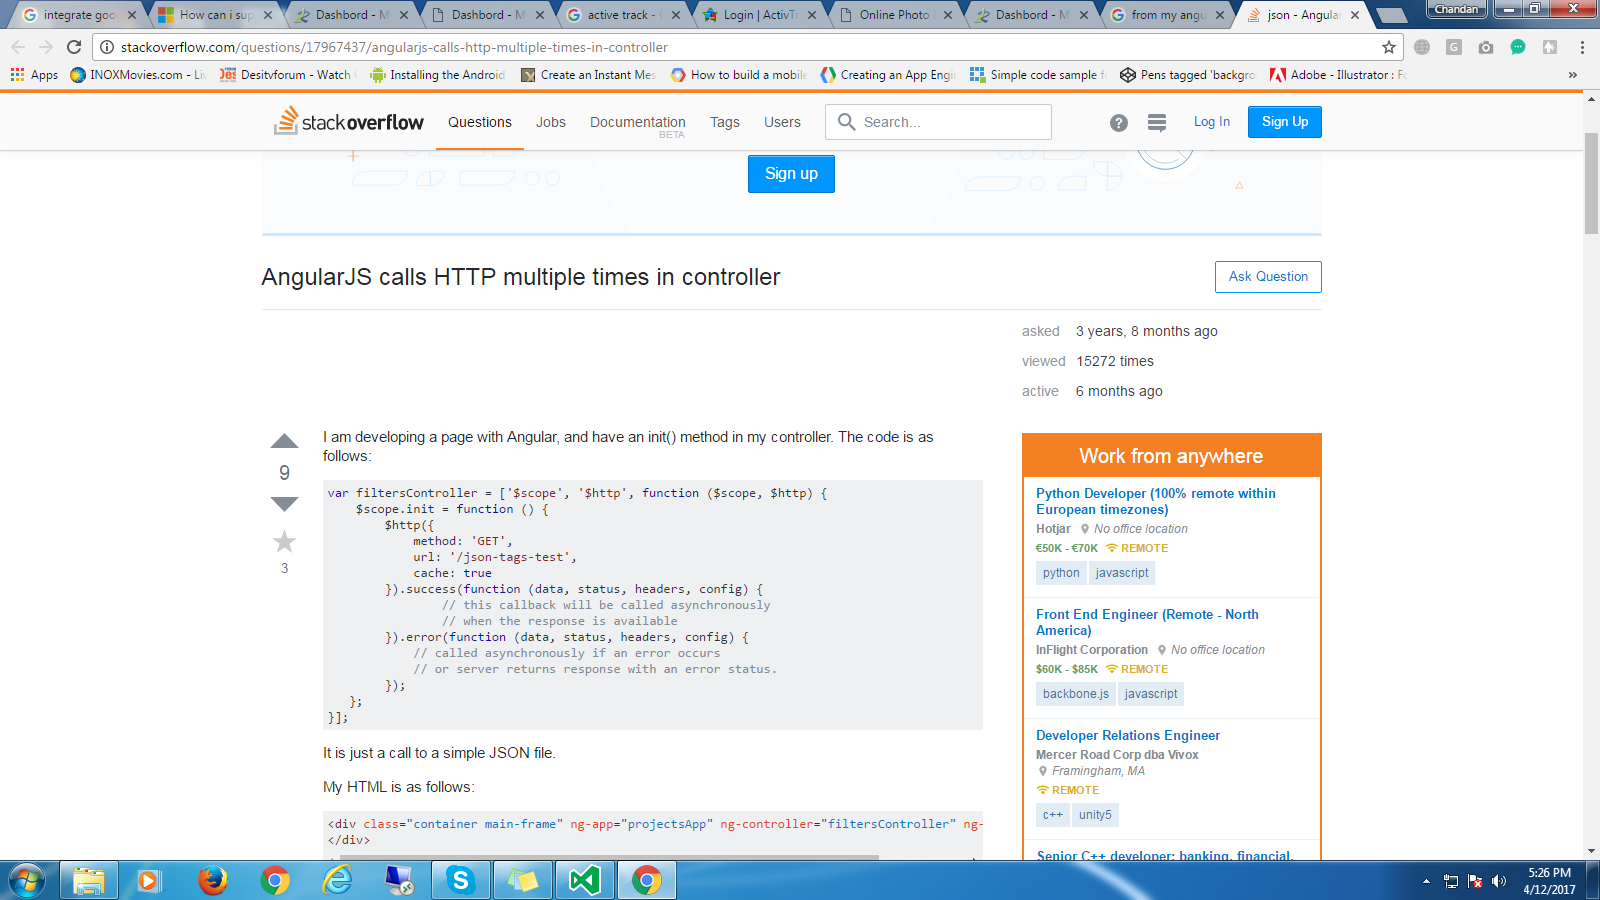 integrate goo
How can i sup
Dashbord - M
Dashbord - M
active track -
Login | ActivTr
Online Photo
Dashbord - M
from my angu
json - Angular
Chandan
stackoverflow.com/questions/17967437/angularjs-calls-http-multiple-times-in-controller
Apps
INOXMovies.com - Li
Desitvforum - Watch
Installing the Android
Create an Instant Mes
How to build a mobile
Creating an App Engi
Simple code sample f
Pens tagged 'backgro
Adobe - Illustrator : F
»
stackoverflow
Questions
Jobs
Documentation
BETA
Tags
Users
Search...
?
Log In
Sign Up
Sign up
AngularJS calls HTTP multiple times in controller
Ask Question
asked 3 years, 8 months ago
viewed 15272 times
active 6 months ago
9
3
I am developing a page with Angular, and have an init() method in my controller. The code is as
follows:
var filtersController = ['$scope', '$http', function ($scope, $http) {
$scope.init = function () {
$http({
method: 'GET',
url: '/json-tags-test',
cache: true
}).success(function (data, status, headers, config) {
// this callback will be called asynchronously
// when the response is available
}).error(function (data, status, headers, config) {
// called asynchronously if an error occurs
// or server returns response with an error status.
});
};
}];
It is just a call to a simple JSON file.
My HTML is as follows:
<div class="container main-frame" ng-app="projectsApp" ng-controller="filtersController" ng-
</div>
Work from anywhere
Python Developer (100% remote within
European timezones)
Hotjar No office location
€50K - €70K REMOTE
python javascript
Front End Engineer (Remote - North
America)
InFlight Corporation No office location
$60K - $85K REMOTE
backbone.js javascript
Developer Relations Engineer
Mercer Road Corp dba Vivox
Framingham, MA
REMOTE
c++ unity5
Senior C++ developer: banking, financial,
5:26 PM
4/12/2017